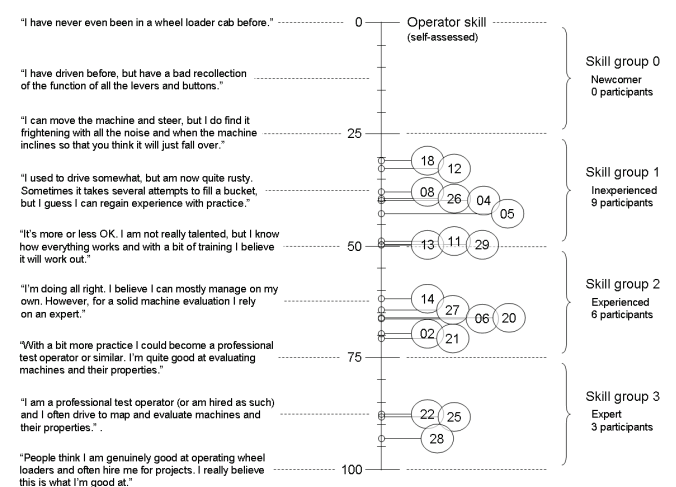 “I have never even been in a wheel loader cab before.”
0
Operator skill
(self-assessed)
Skill group 0
Newcomer
0 participants
“I have driven before, but have a bad recollection
of the function of all the levers and buttons.”
“I can move the machine and steer, but I do find it
frightening with all the noise and when the machine
inclines so that you think it will just fall over.”
25
18
12
“I used to drive somewhat, but am now quite rusty.
Sometimes it takes several attempts to fill a bucket,
but I guess I can regain experience with practice.”
08
26
04
05
Skill group 1
Inexperienced
9 participants
“It’s more or less OK. I am not really talented, but I know
how everything works and with a bit of training I believe
it will work out.”
50
13
11
29
“I’m doing all right. I believe I can mostly manage on my
own. However, for a solid machine evaluation I rely
on an expert.”
14
27
06
20
02
21
Skill group 2
Experienced
6 participants
“With a bit more practice I could become a professional
test operator or similar. I’m quite good at evaluating
machines and their properties.”
75
“I am a professional test operator (or am hired as such)
and I often drive to map and evaluate machines and
their properties.” .
22
25
28
Skill group 3
Expert
3 participants
“People think I am genuinely good at operating wheel
loaders and often hire me for projects. I really believe
this is what I’m good at.”
100